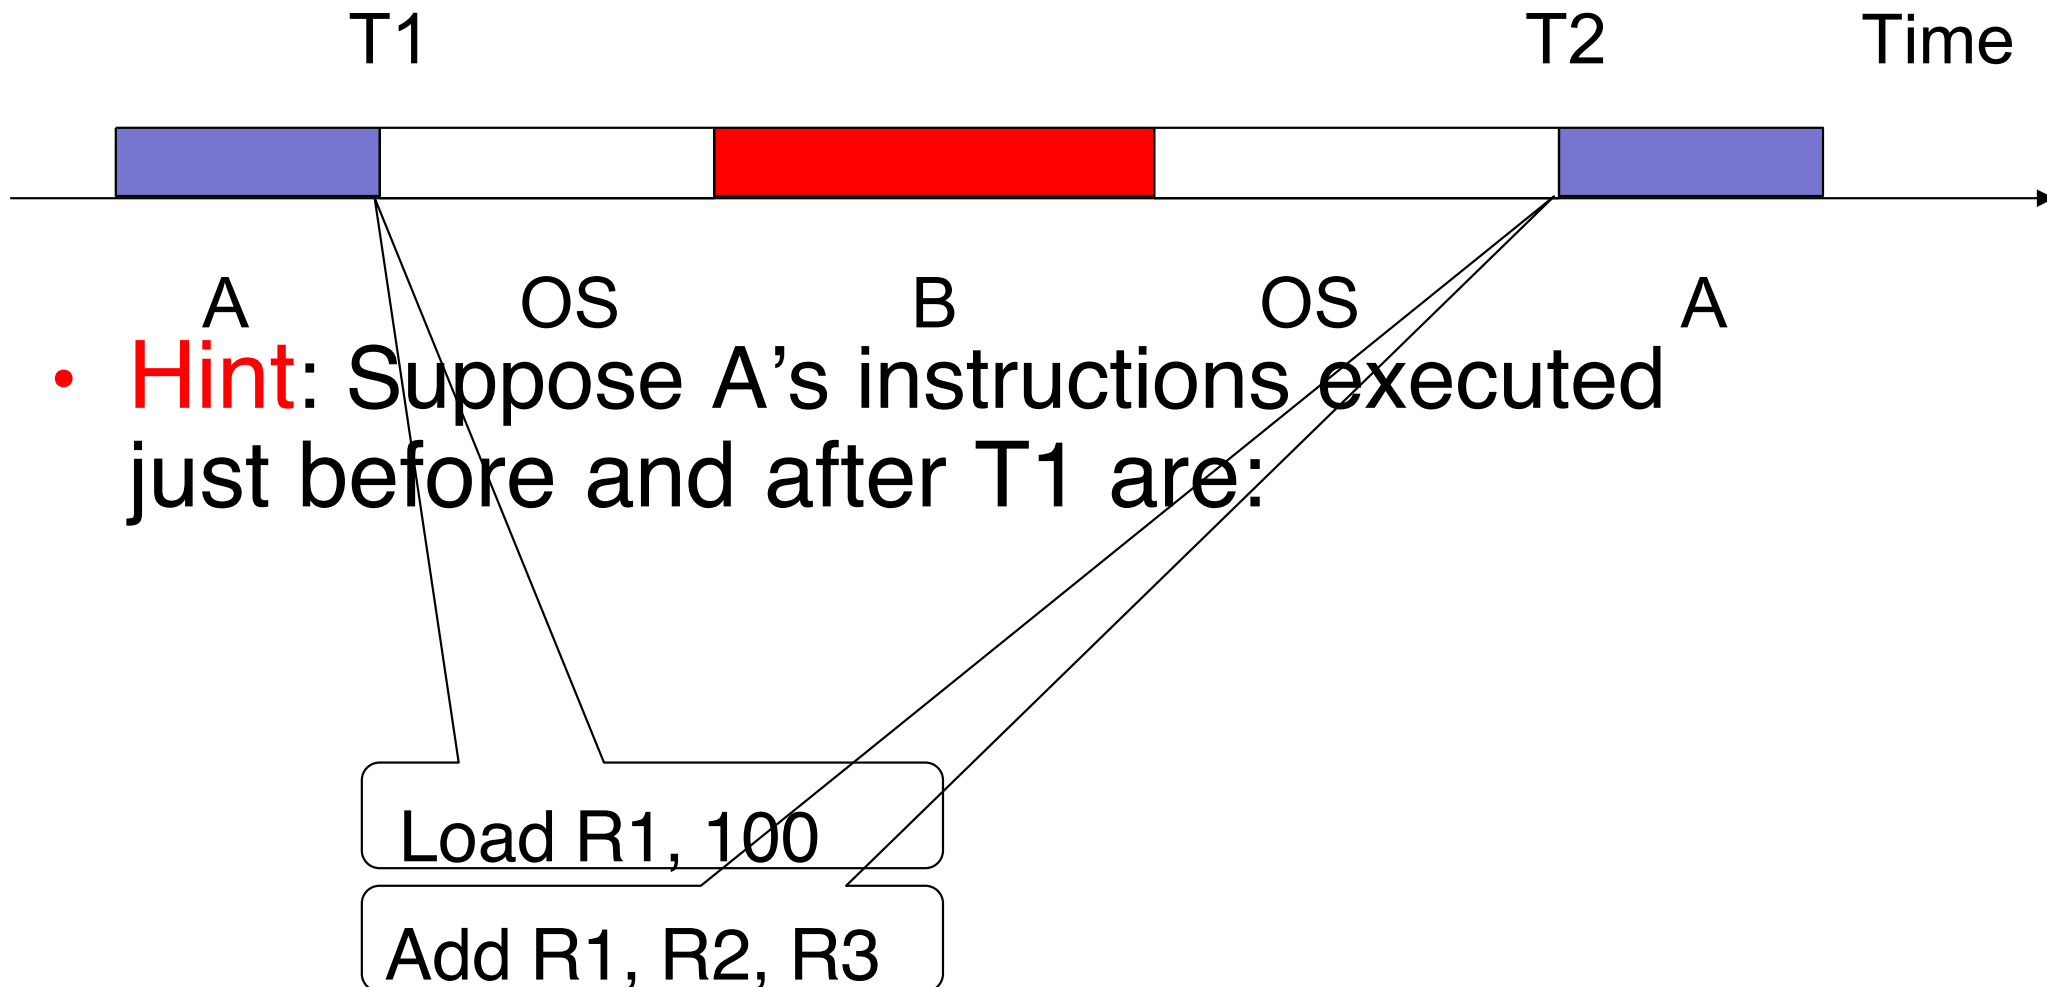 T1 T2 Time
A OS B OS A
• Hint: Suppose A’s instructions executed
just before and after T1 are:
Load R1, 100
Add R1, R2, R3